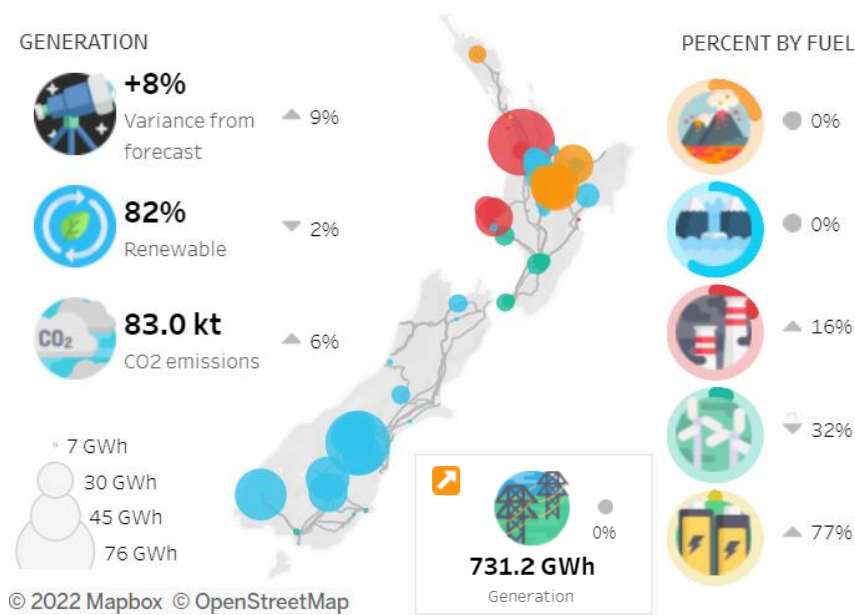 GENERATION
+8%
Variance from
forecast
9%
82%
Renewable
2%
CO2
83.0 kt
CO2 emissions
6%
7 GWh
30 GWh
45 GWh
76 GWh
PERCENT BY FUEL
0%
0%
16%
32%
77%
0%
731.2 GWh
Generation
© 2022 Mapbox © OpenStreetMap